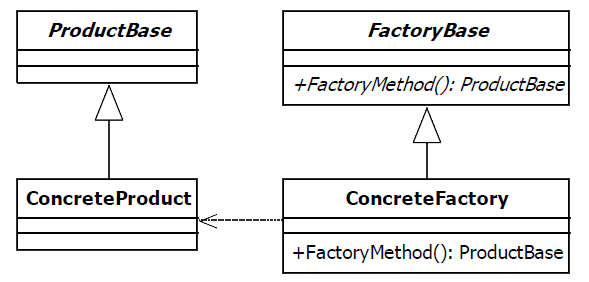 ProductBase
FactoryBase
+FactoryMethod(): ProductBase
ConcreteProduct
ConcreteFactory
+FactoryMethod(): ProductBase